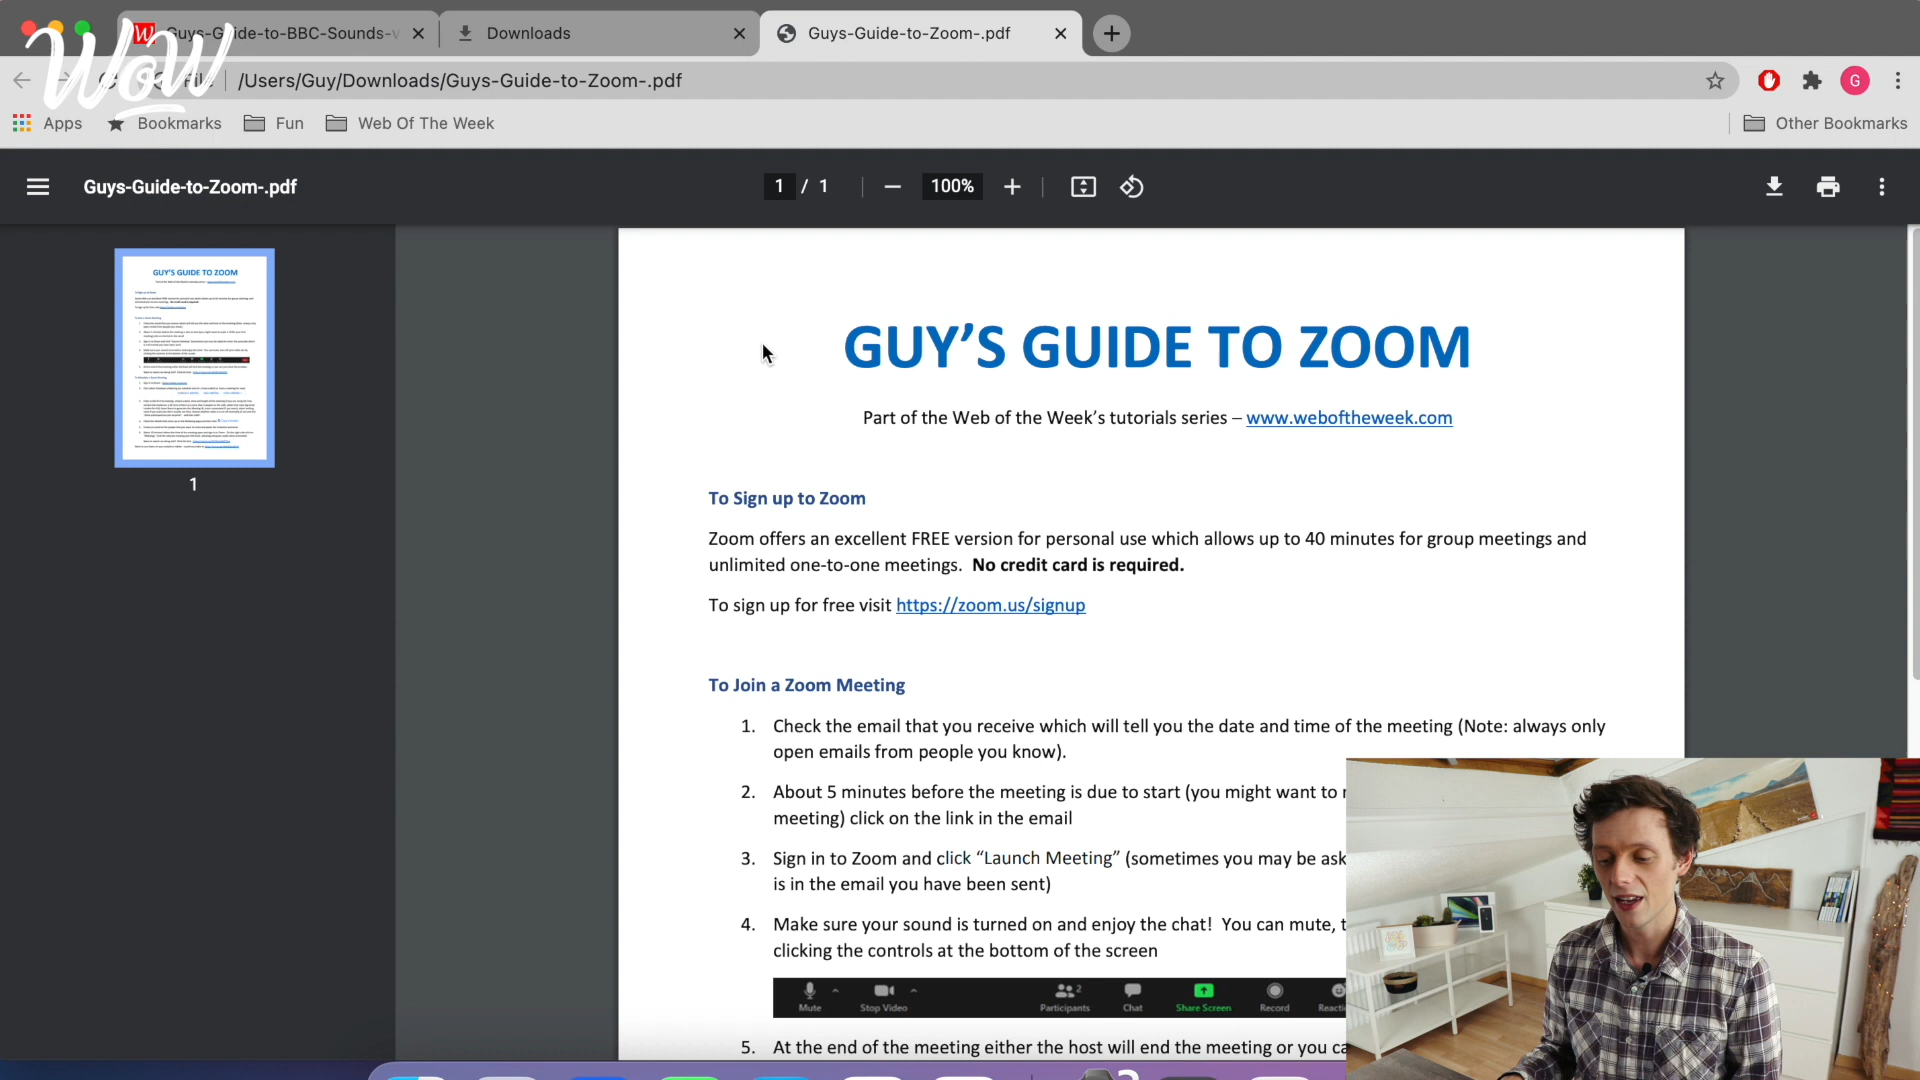 WOW
Guys-Guide-to-BBC-Sounds-v
Downloads
Guys-Guide-to-Zoom-.pdf
File
/Users/Guy/Downloads/Guys-Guide-to-Zoom-.pdf
G
Apps
Bookmarks
Fun
Web Of The Week
Other Bookmarks
Guys-Guide-to-Zoom-.pdf
1 / 1
100%
GUY'S GUIDE TO ZOOM
1
GUY’S GUIDE TO ZOOM
Part of the Web of the Week’s tutorials series – www.weboftheweek.com
To Sign up to Zoom
Zoom offers an excellent FREE version for personal use which allows up to 40 minutes for group meetings and
unlimited one-to-one meetings. No credit card is required.
To sign up for free visit https://zoom.us/signup
To Join a Zoom Meeting
1. Check the email that you receive which will tell you the date and time of the meeting (Note: always only
open emails from people you know).
2. About 5 minutes before the meeting is due to start (you might want to
meeting) click on the link in the email
3. Sign in to Zoom and click “Launch Meeting” (sometimes you may be ask
is in the email you have been sent)
4. Make sure your sound is turned on and enjoy the chat! You can mute, t
clicking the controls at the bottom of the screen
Mute
Stop Video
2
Participants
Chat
Share Screen
Record
Reacti
5. At the end of the meeting either the host will end the meeting or you ca